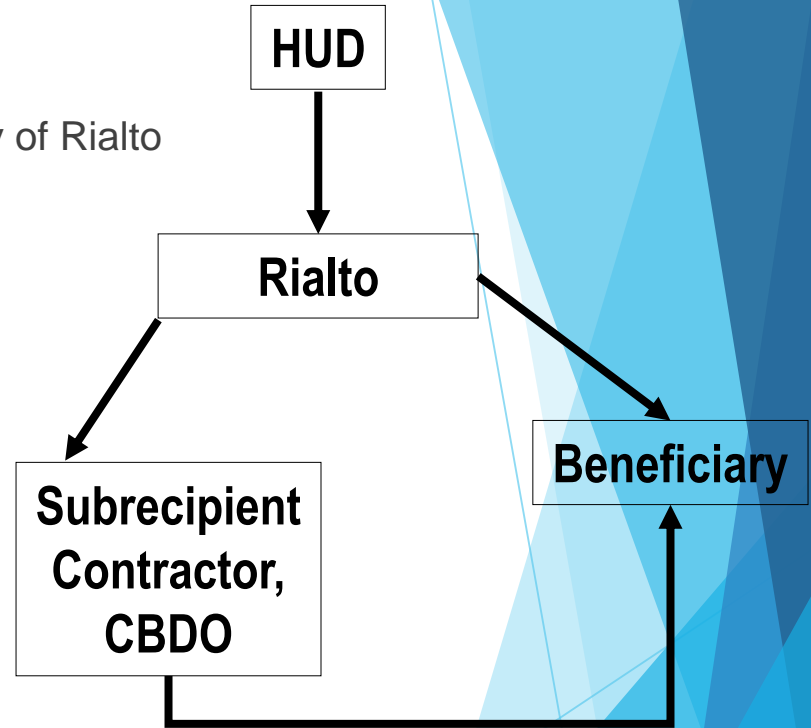 HUD
of Rialto
Rialto
Beneficiary
Subrecipient
Contractor,
CBDO